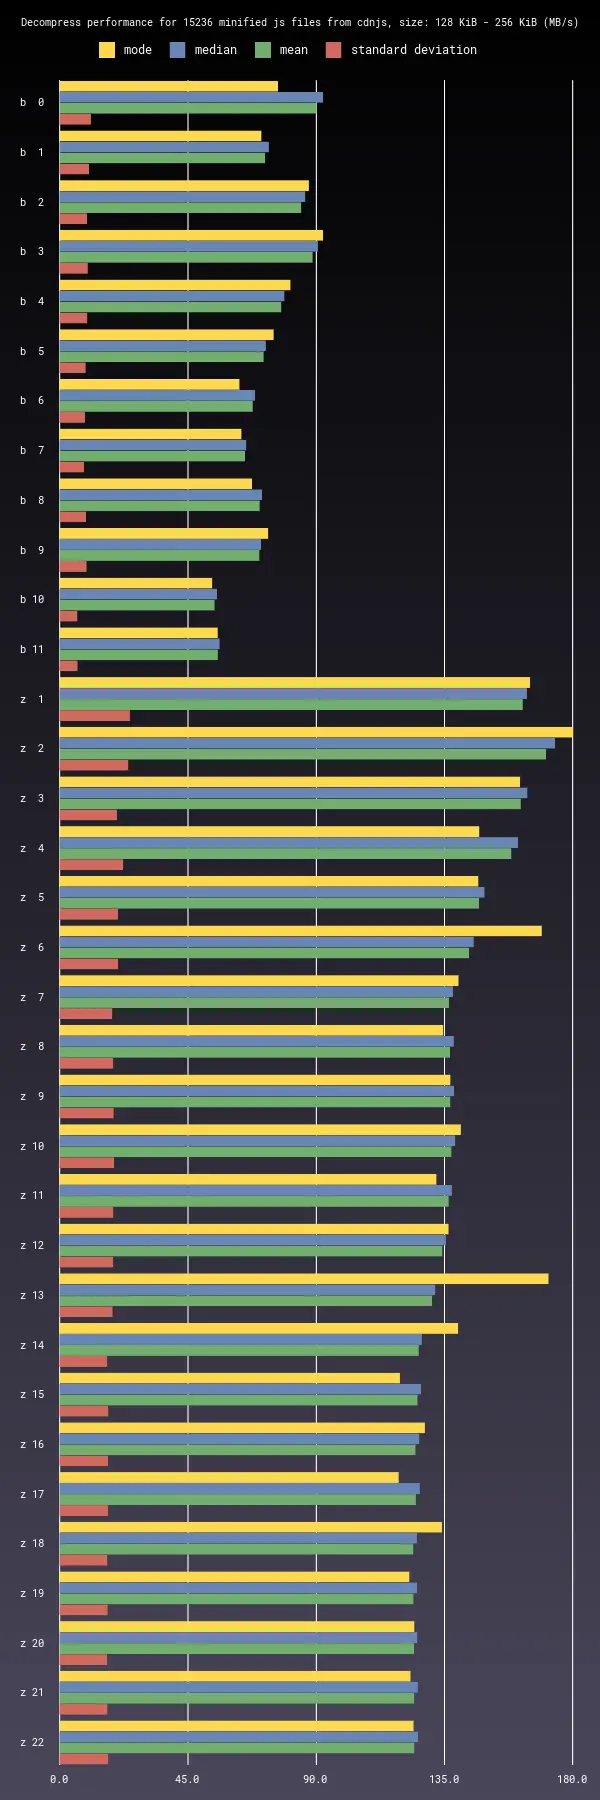 Decompress performance for 15236 minified js files from cdnjs, size: 128 KiB - 256 KiB (MB/s)
mode median mean standard deviation
b 0
b 1
b 2
b 3
b 4
b 5
b 6
b 7
b 8
b 9
b 10
b 11
z 1
z 2
z 3
z 4
z 5
z 6
z 7
z 8
z 9
z 10
z 11
z 12
z 13
z 14
z 15
z 16
z 17
z 18
z 19
z 20
z 21
z 22
0.0 45.0 90.0 135.0 180.0